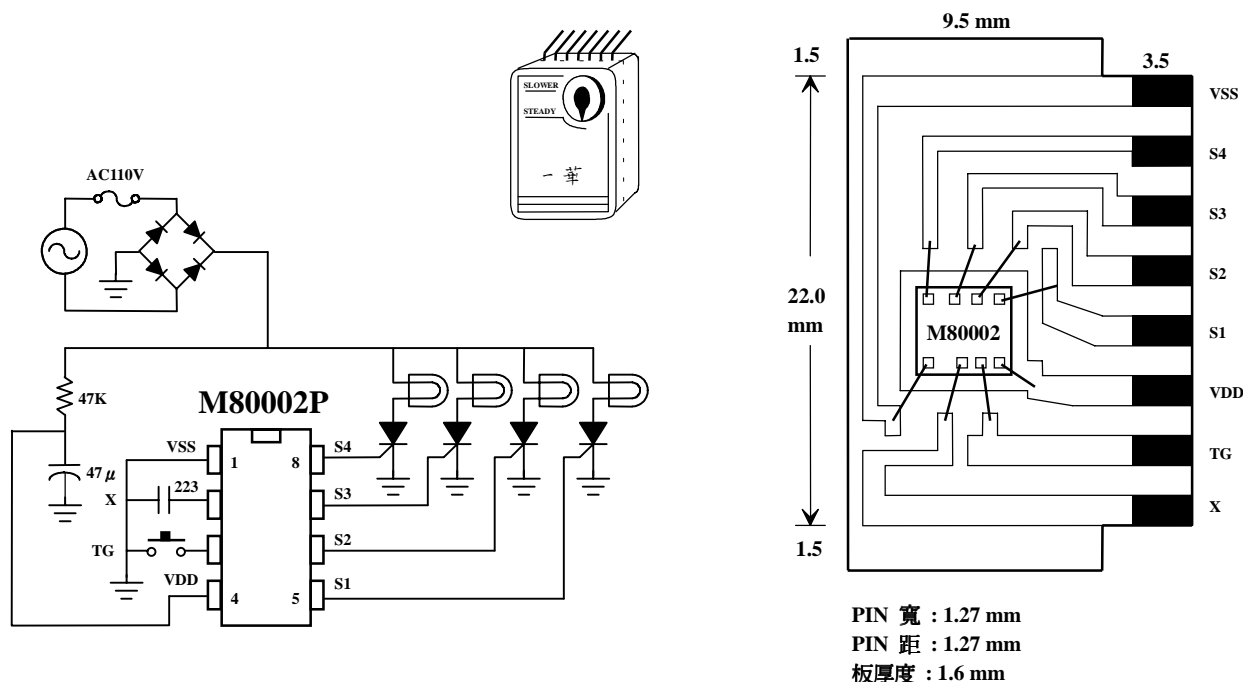 SLOWER
STEADY
一華
AC110V
47K
47μ
M80002P
VSS
X
223
TG
VDD
1
4
8
5
S4
S3
S2
S1
9.5 mm
1.5
3.5
22.0
mm
1.5
M80002
VSS
S4
S3
S2
S1
VDD
TG
X
PIN 寬 : 1.27 mm
PIN 距 : 1.27 mm
板厚度 : 1.6 mm